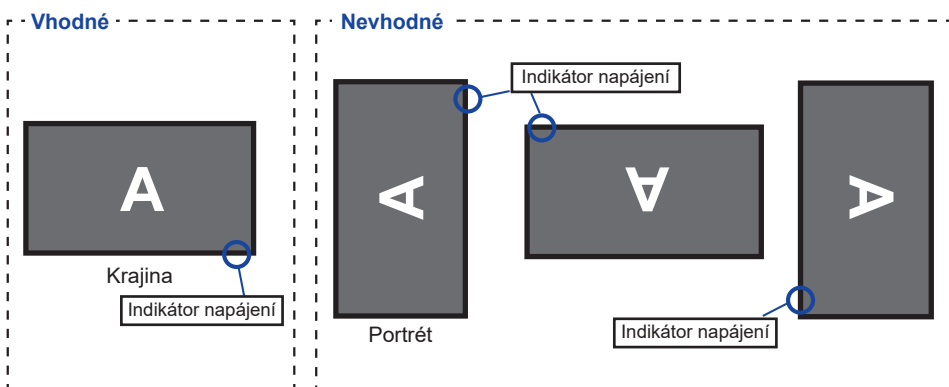 Vhodné
A
Krajina
Indikátor napájení
Nevhodné
Indikátor napájení
A
Portrét
A
A
Indikátor napájení